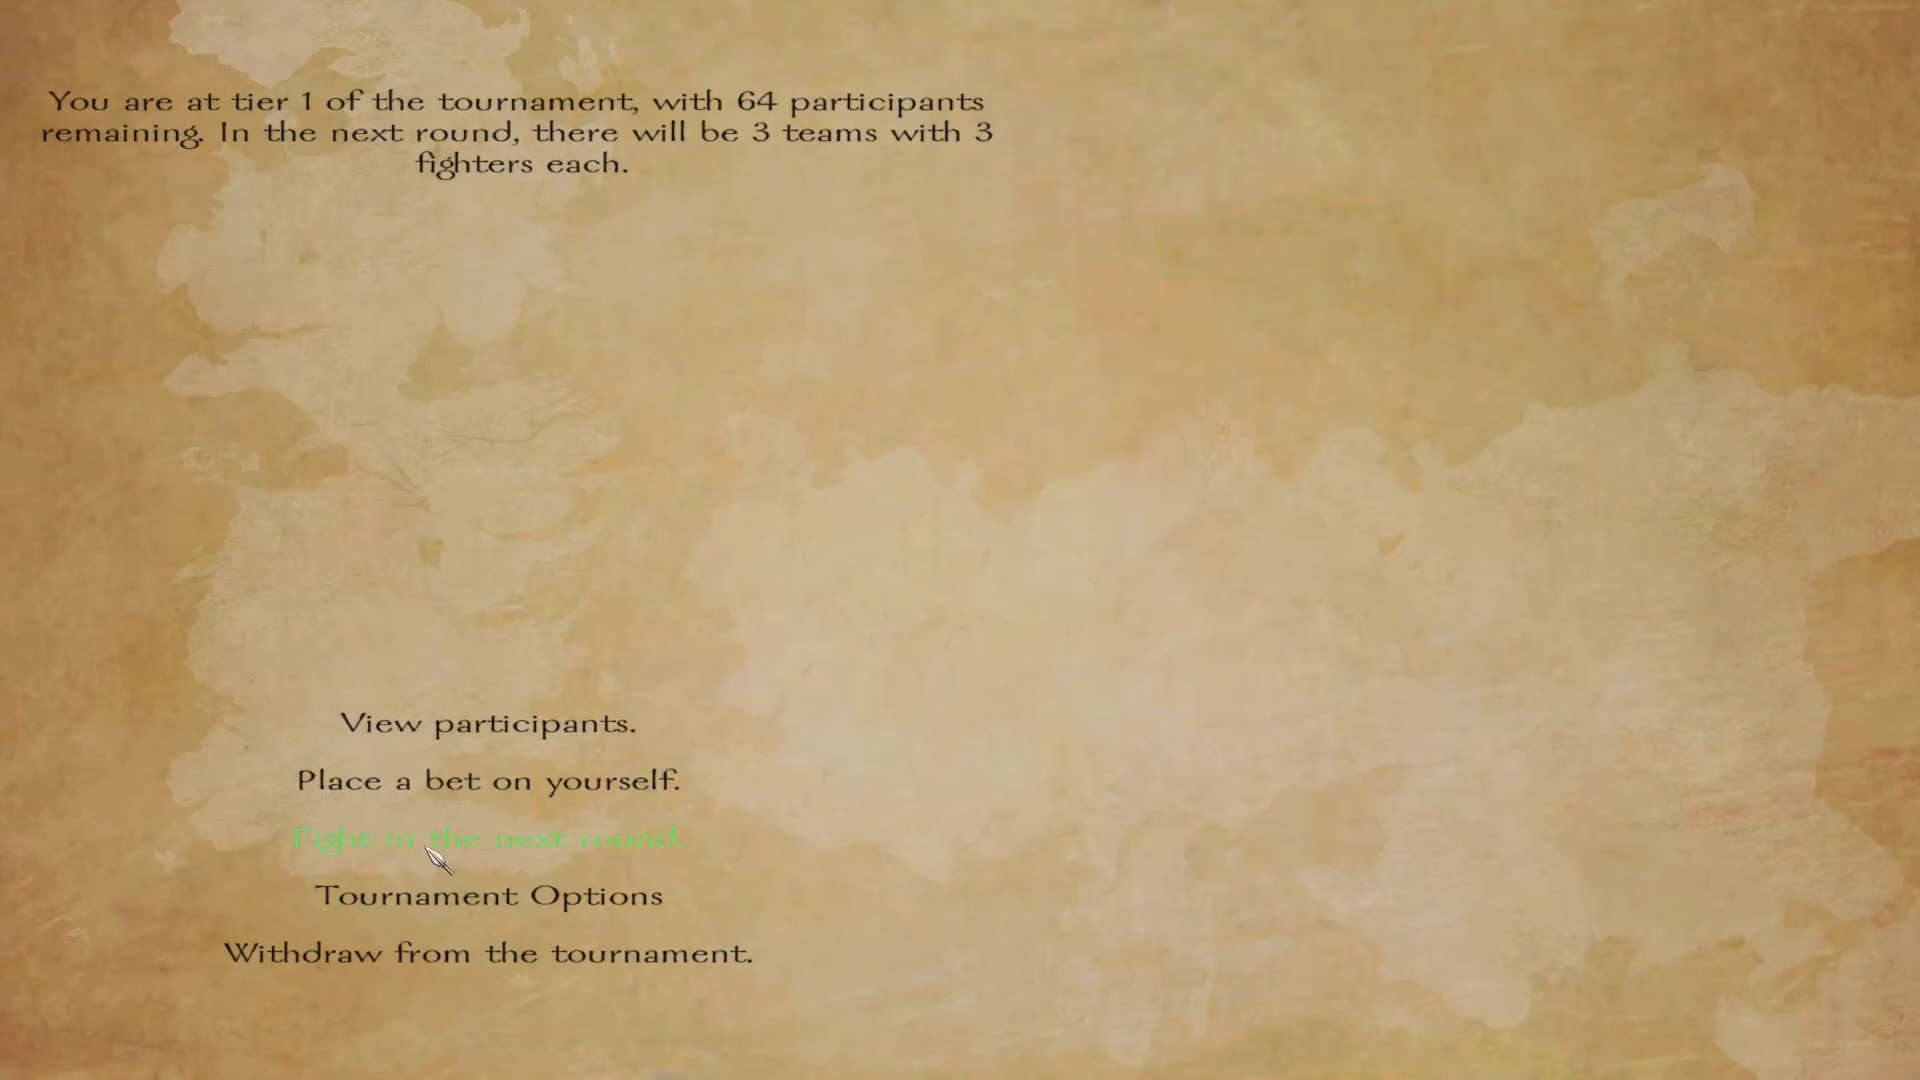 You are at tier 1 of the tournament, with 64 participants
remaining. In the next round, there will be 3 teams with 3
fighters each.
View participants.
Place a bet on yourself.
Fight in the next round.
Tournament Options
Withdraw from the tournament.